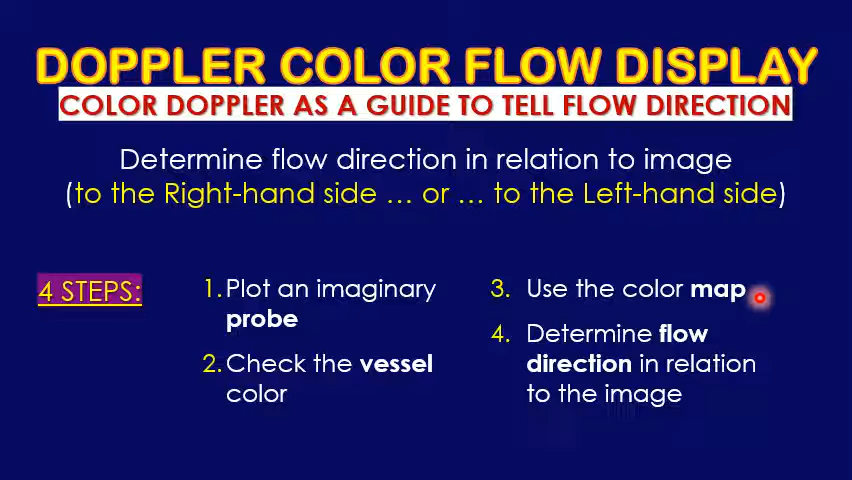 DOPPLER COLOR FLOW DISPLAY
COLOR DOPPLER AS A GUIDE TO TELL FLOW DIRECTION
Determine flow direction in relation to image
(to the Right-hand side … or … to the Left-hand side)
4 STEPS:
1. Plot an imaginary
probe
2. Check the vessel
color
3. Use the color map
4. Determine flow
direction in relation
to the image